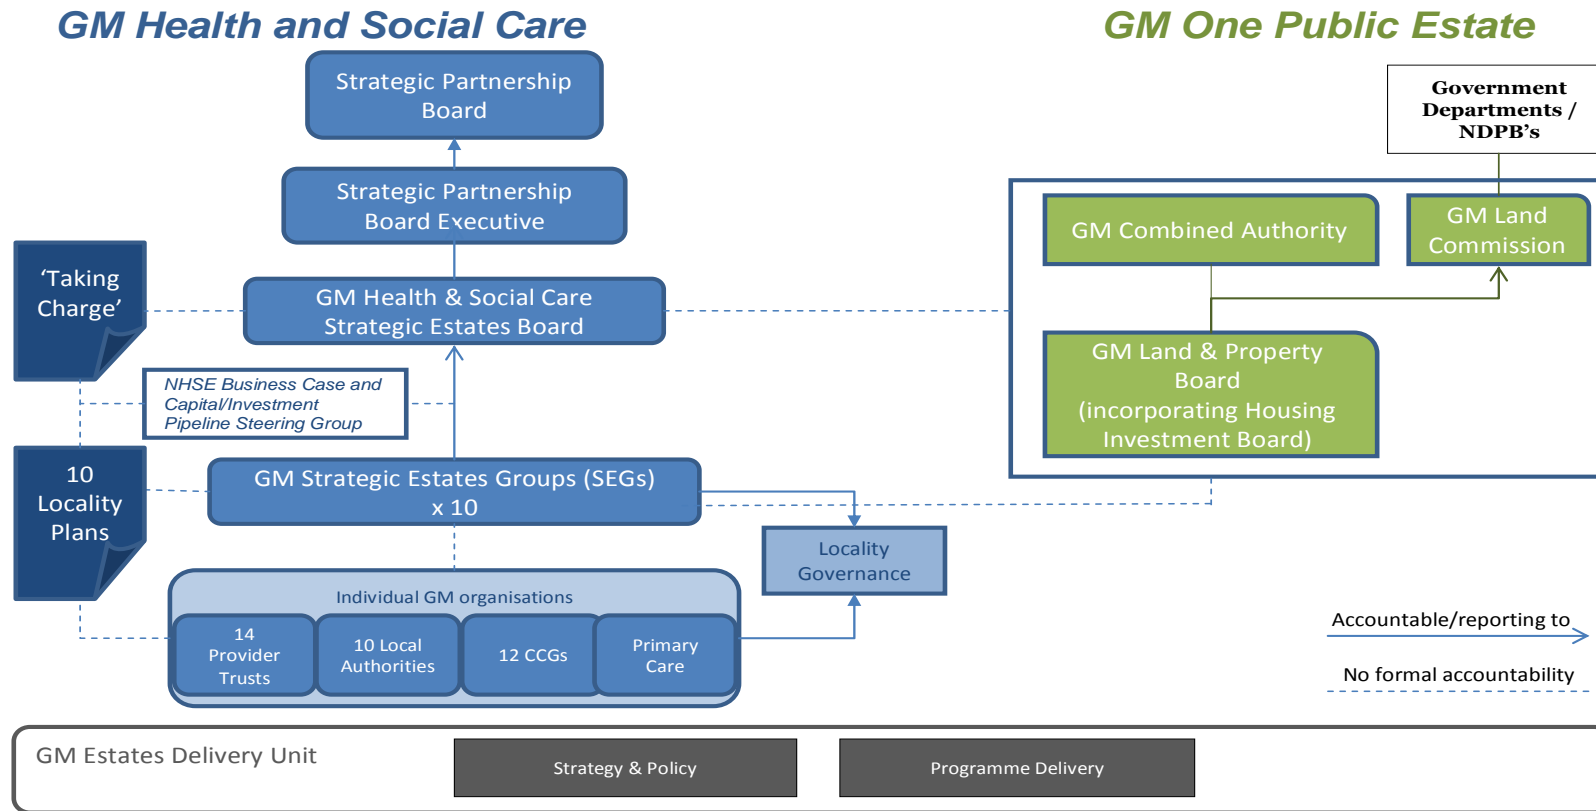 GM Health and Social Care
GM One Public Estate
Strategic Partnership
Board
Government
Departments /
NDPB’s
Strategic Partnership
Board Executive
GM Combined Authority
GM Land
Commission
‘Taking
Charge’
GM Health & Social Care
Strategic Estates Board
GM Land & Property
Board
(incorporating Housing
Investment Board)
NHSE Business Case and
Capital/Investment
Pipeline Steering Group
10
Locality
Plans
GM Strategic Estates Groups (SEGs)
x 10
Locality
Governance
Individual GM organisations
14
Provider
Trusts
10 Local
Authorities
12 CCGs
Primary
Care
Accountable/reporting to
No formal accountability
GM Estates Delivery Unit
Strategy & Policy
Programme Delivery